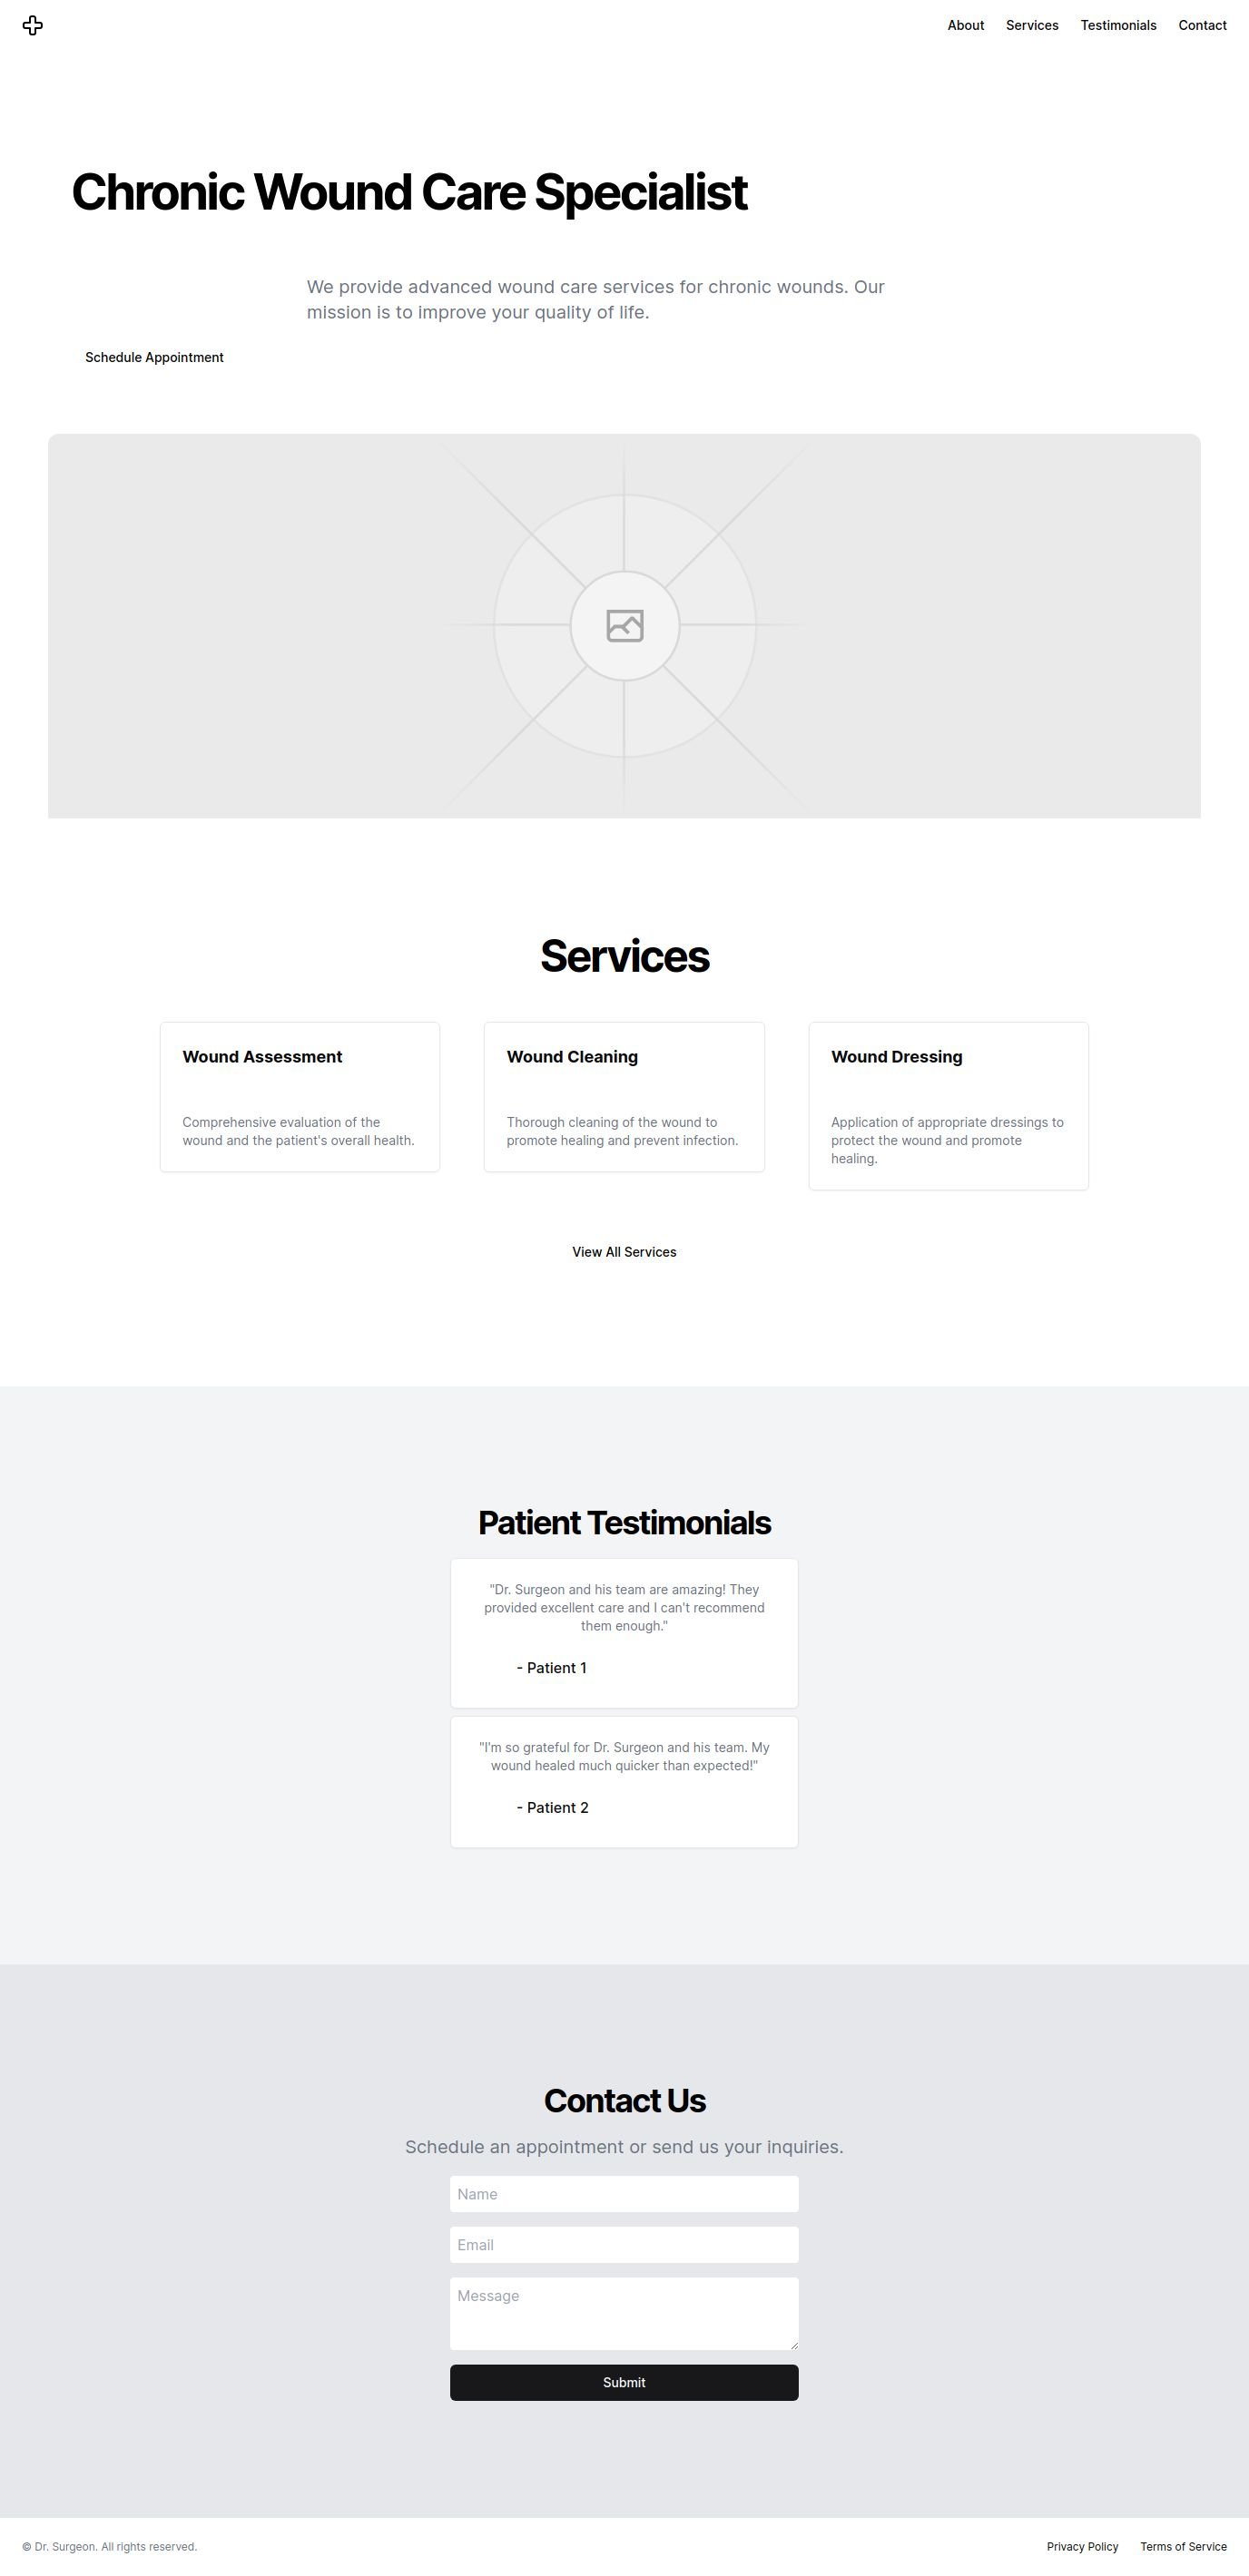 About Services Testimonials Contact
Chronic Wound Care Specialist
We provide advanced wound care services for chronic wounds. Our
mission is to improve your quality of life.
Schedule Appointment
Services
Wound Assessment
Comprehensive evaluation of the
wound and the patient's overall health.
Wound Cleaning
Thorough cleaning of the wound to
promote healing and prevent infection.
Wound Dressing
Application of appropriate dressings to
protect the wound and promote
healing.
View All Services
Patient Testimonials
"Dr. Surgeon and his team are amazing! They
provided excellent care and I can't recommend
them enough."
- Patient 1
"I'm so grateful for Dr. Surgeon and his team. My
wound healed much quicker than expected!"
- Patient 2
Contact Us
Schedule an appointment or send us your inquiries.
Name
Email
Message
Submit
© Dr. Surgeon. All rights reserved.
Privacy Policy Terms of Service